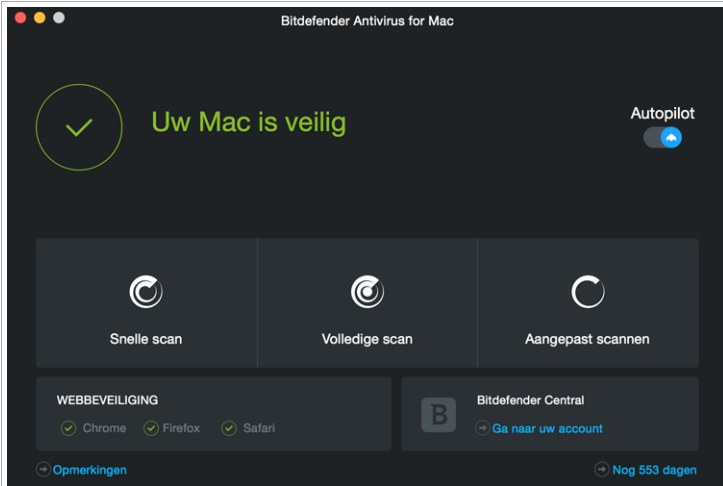 Bitdefender Antivirus for Mac
Uw Mac is veilig
Autopilot
Snelle scan
Volledige scan
Aangepast scannen
WEBBEVEILIGING
Chrome Firefox Safari
B
Bitdefender Central
Ga naar uw account
Opmerkingen
Nog 553 dagen